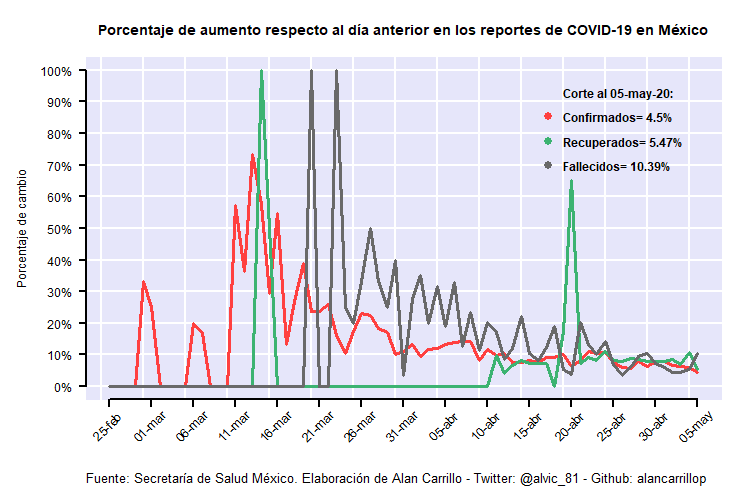 Porcentaje de aumento respecto al día anterior en los reportes de COVID-19 en México
Porcentaje de cambio
100%
90%
80%
70%
60%
50%
40%
30%
20%
10%
0%
Corte al 05-may-20:
Confirmados= 4.5%
Recuperados= 5.47%
Fallecidos= 10.39%
25-feb
01-mar
06-mar
11-mar
16-mar
21-mar
26-mar
31-mar
05-abr
10-abr
15-abr
20-abr
25-abr
30-abr
05-may
Fuente: Secretaría de Salud México. Elaboración de Alan Carrillo - Twitter: @alvic_81 - Github: alancarrillop